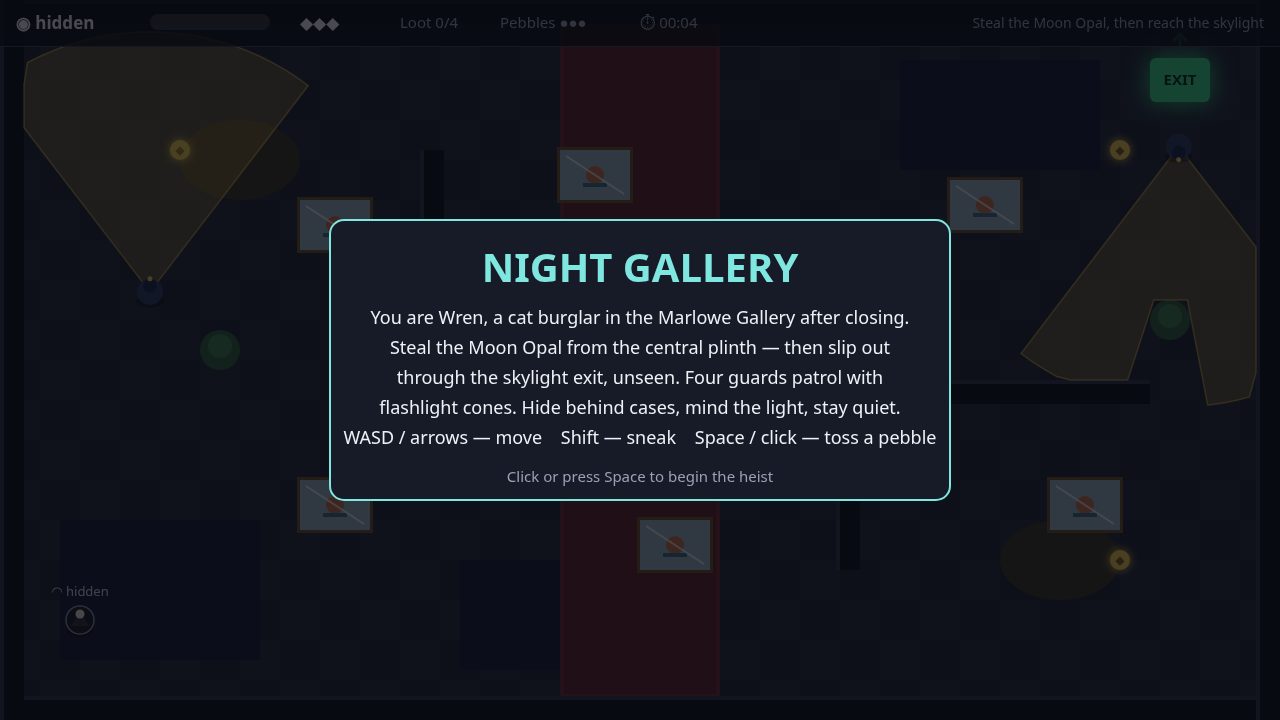 ◉ hidden ◆◆◆ Loot 0/4 Pebbles ●●● ⏱ 00:04 Steal the Moon Opal, then reach the skylight
EXIT
NIGHT GALLERY
You are Wren, a cat burglar in the Marlowe Gallery after closing.
Steal the Moon Opal from the central plinth — then slip out
through the skylight exit, unseen. Four guards patrol with
flashlight cones. Hide behind cases, mind the light, stay quiet.
WASD / arrows — move Shift — sneak Space / click — toss a pebble
Click or press Space to begin the heist
◠ hidden